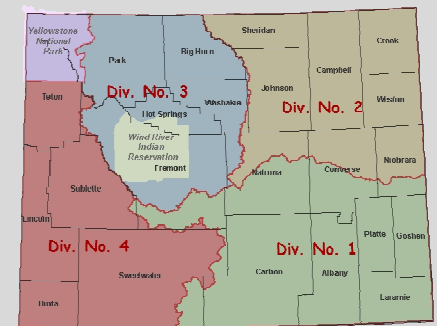 Yellowstone
National
Park
Sheridan
Crook
Park
Big Horn
Campbell
Johnson
Weston
Teton
Div. No. 3
Washakie
Div. No. 2
Hot Springs
Wind River
Indian
Reservation
Fremont
Natrona
Converse
Niobrara
Sublette
Lincoln
Div. No. 4
Div. No. 1
Platte
Goshen
Sweetwater
Carbon
Albany
Uinta
Laramie